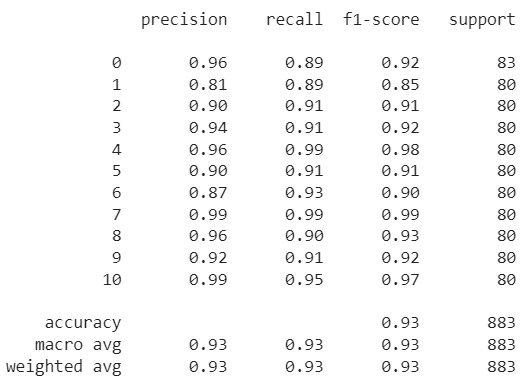 precision recall f1-score support
0 0.96 0.89 0.92 83
1 0.81 0.89 0.85 80
2 0.90 0.91 0.91 80
3 0.94 0.91 0.92 80
4 0.96 0.99 0.98 80
5 0.90 0.91 0.91 80
6 0.87 0.93 0.90 80
7 0.99 0.99 0.99 80
8 0.96 0.90 0.93 80
9 0.92 0.91 0.92 80
10 0.99 0.95 0.97 80
accuracy 0.93 883
macro avg 0.93 0.93 0.93 883
weighted avg 0.93 0.93 0.93 883